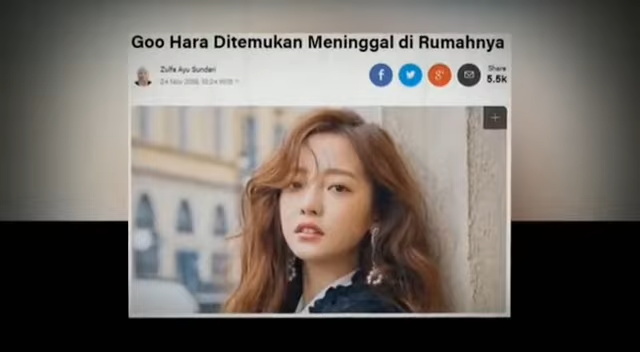 Goo Hara Ditemukan Meninggal di Rumahnya
Zulfa Ayu Sundari
Share
5.5k